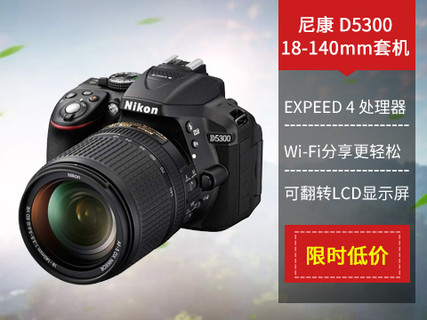 尼康 D5300
18-140mm套机
EXPEED 4 处理器
Wi-Fi分享更轻松
可翻转LCD显示屏
限时低价
Nikon
D5300